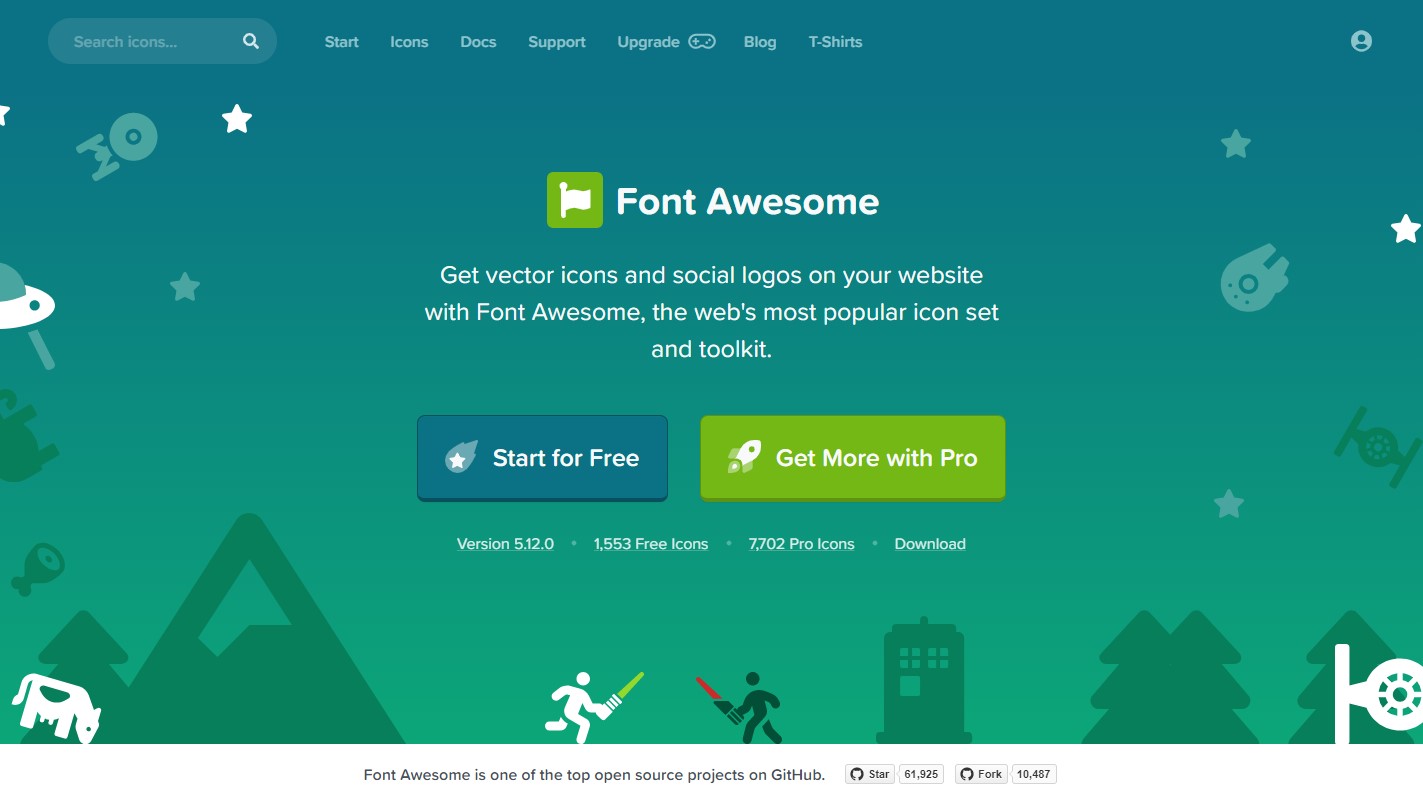 Search icons...
Start Icons Docs Support Upgrade Blog T-Shirts
Font Awesome
Get vector icons and social logos on your website
with Font Awesome, the web's most popular icon set
and toolkit.
Start for Free
Get More with Pro
Version 5.12.0 • 1,553 Free Icons • 7,702 Pro Icons • Download
Font Awesome is one of the top open source projects on GitHub. Star 61,925 Fork 10,487